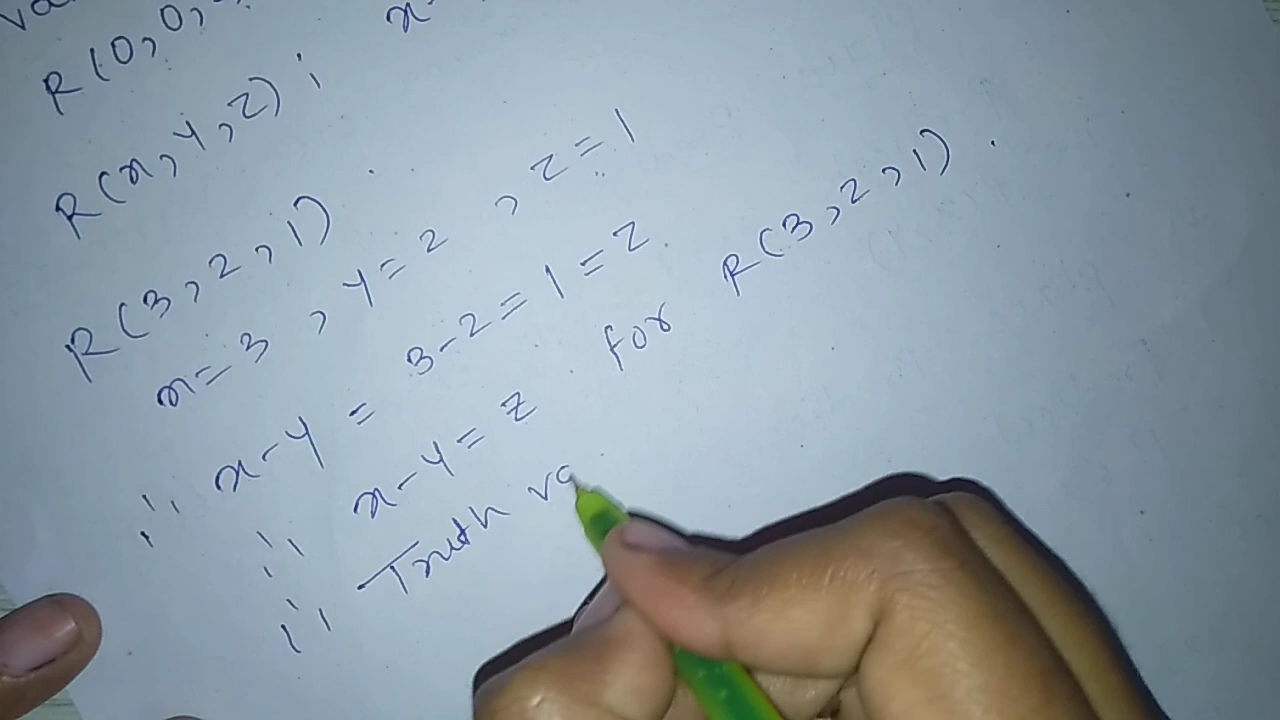 R(0,0,
R(x,y,z) : x-
R(3,2,1).
x=3, y=2, z=1
∴ x-y = 3-2=1=z
∴ x-y=z for R(3,2,1).
∴ Truth va